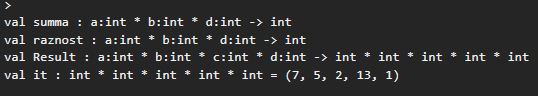 >
val summa : a:int * b:int * d:int -> int
val raznost : a:int * b:int * d:int -> int
val Result : a:int * b:int * c:int * d:int -> int * int * int * int * int
val it : int * int * int * int * int = (7, 5, 2, 13, 1)